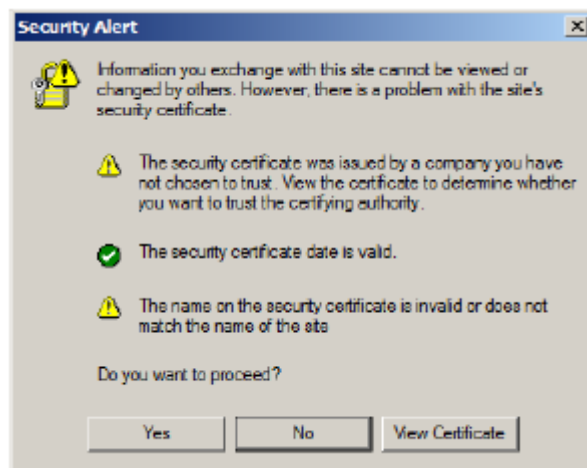 Security Alert
Information you exchange with this site cannot be viewed or
changed by others. However, there is a problem with the site's
security certificate.
The security certificate was issued by a company you have
not chosen to trust. View the certificate to determine whether
you want to trust the certifying authority.
The security certificate date is valid.
The name on the security certificate is invalid or does not
match the name of the site
Do you want to proceed?
Yes No View Certificate